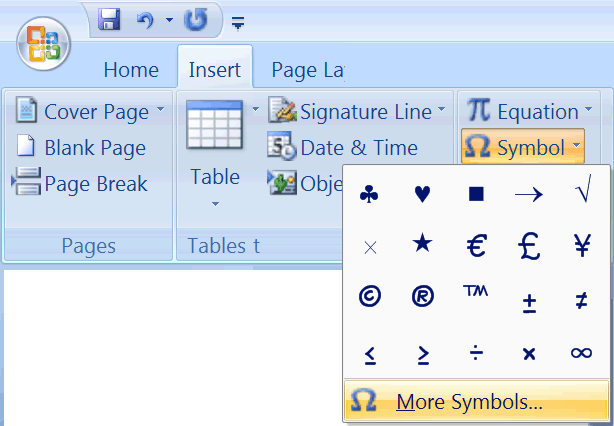 Home Insert Page La
Cover Page Signature Line π Equation
Blank Page Date & Time Ω Symbol
Page Break Table Obje
Pages Tables t
♣ ♥ ■ → √
× ★ € £ ¥
© ® ™ ± ≠
≤ ≥ ÷ × ∞
Ω More Symbols...